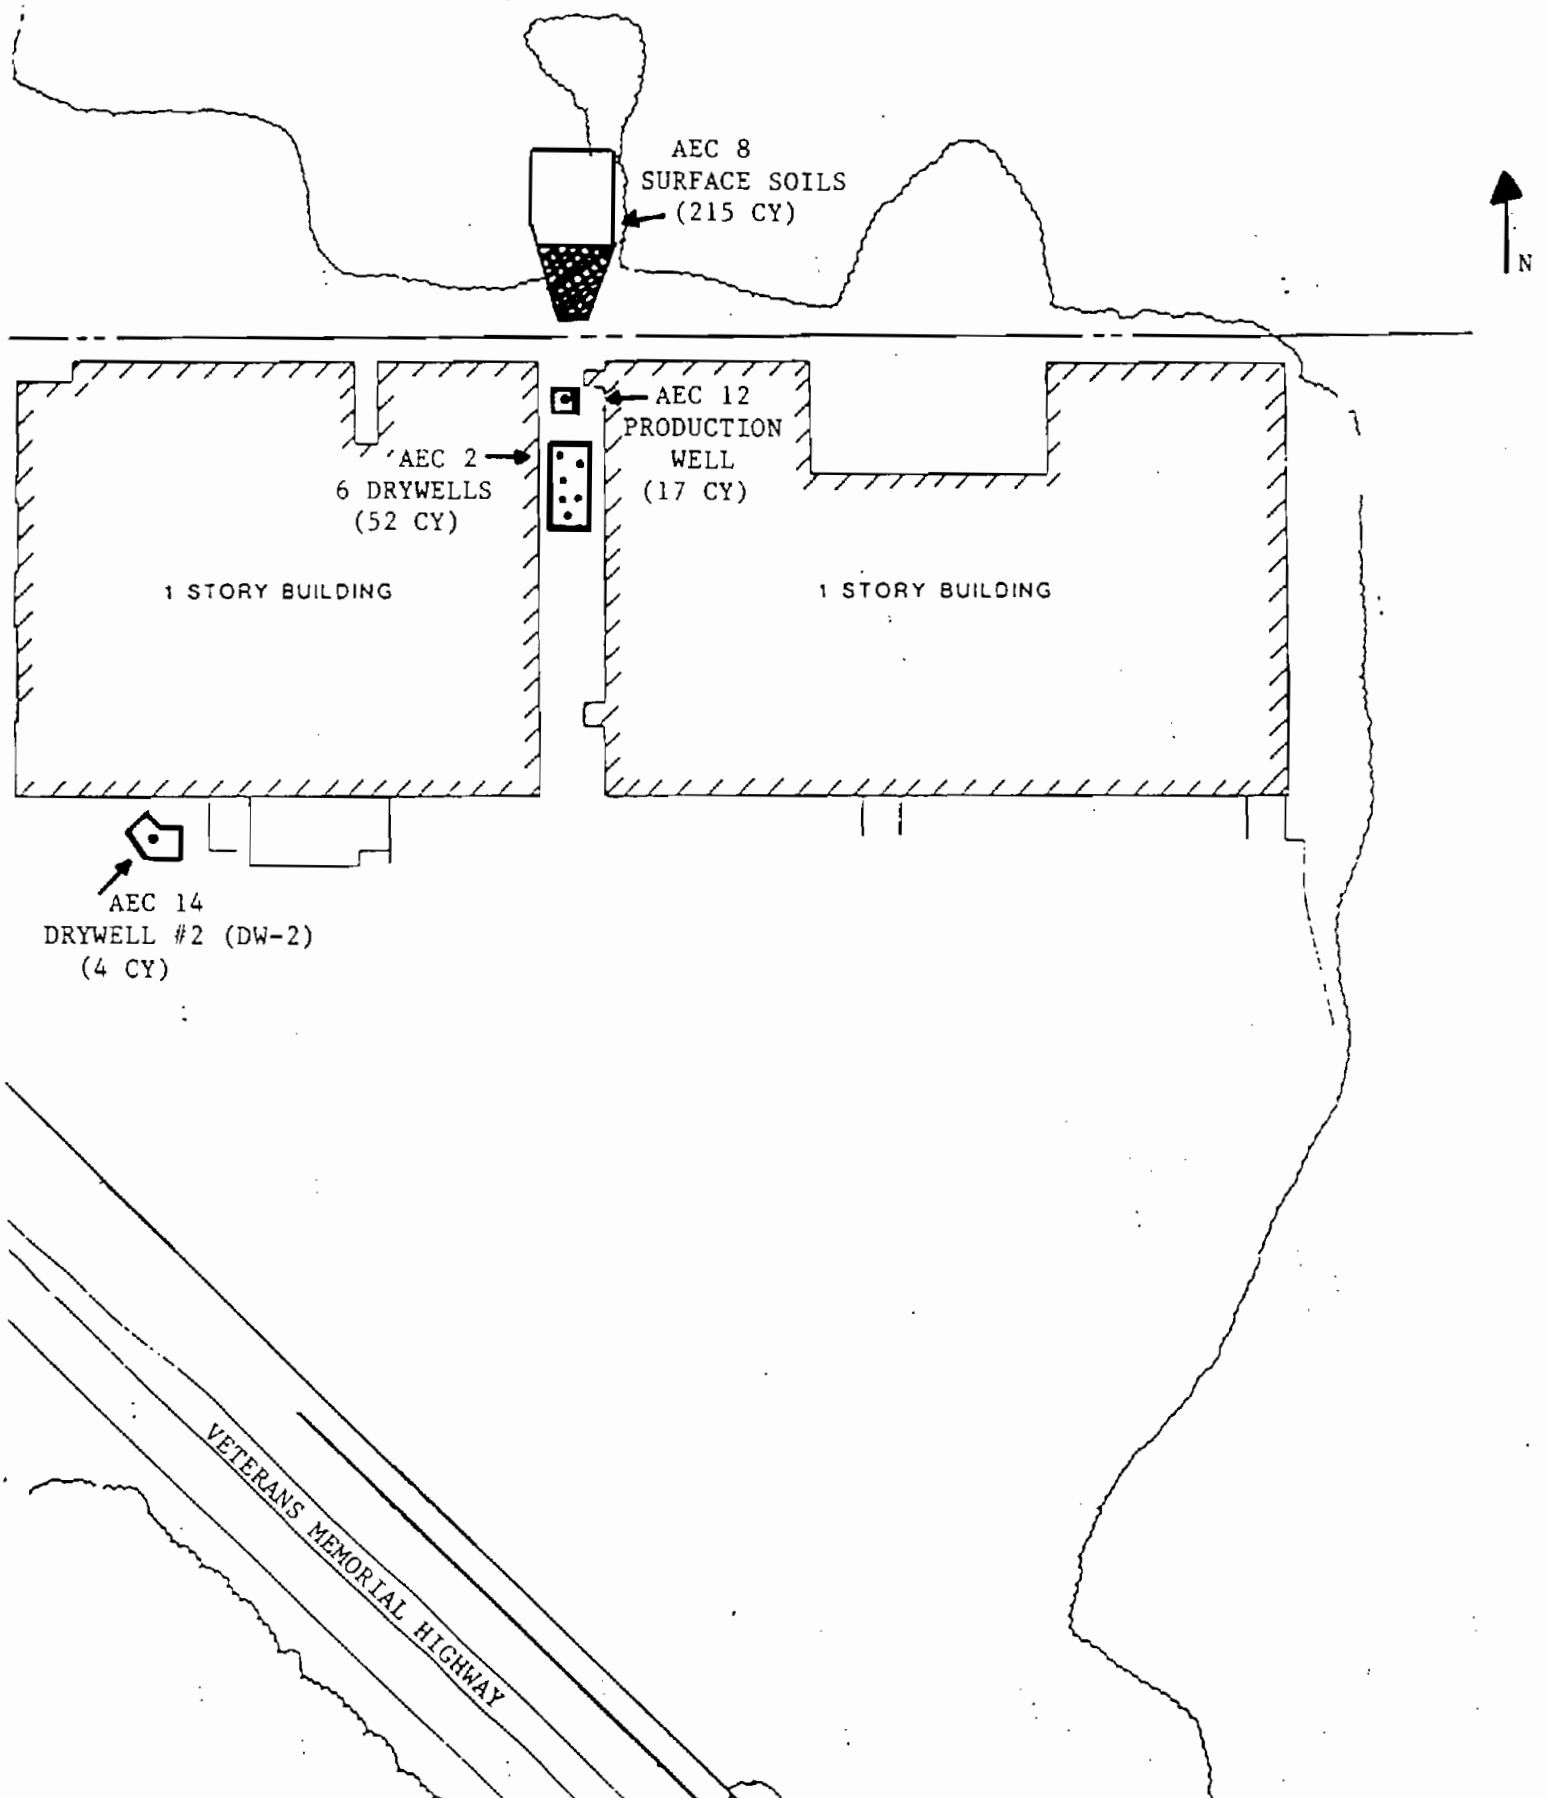 AEC 8
SURFACE SOILS
(215 CY)
N
AEC 12
PRODUCTION
WELL
(17 CY)
AEC 2
6 DRYWELLS
(52 CY)
1 STORY BUILDING
1 STORY BUILDING
AEC 14
DRYWELL #2 (DW-2)
(4 CY)
VETERANS MEMORIAL HIGHWAY